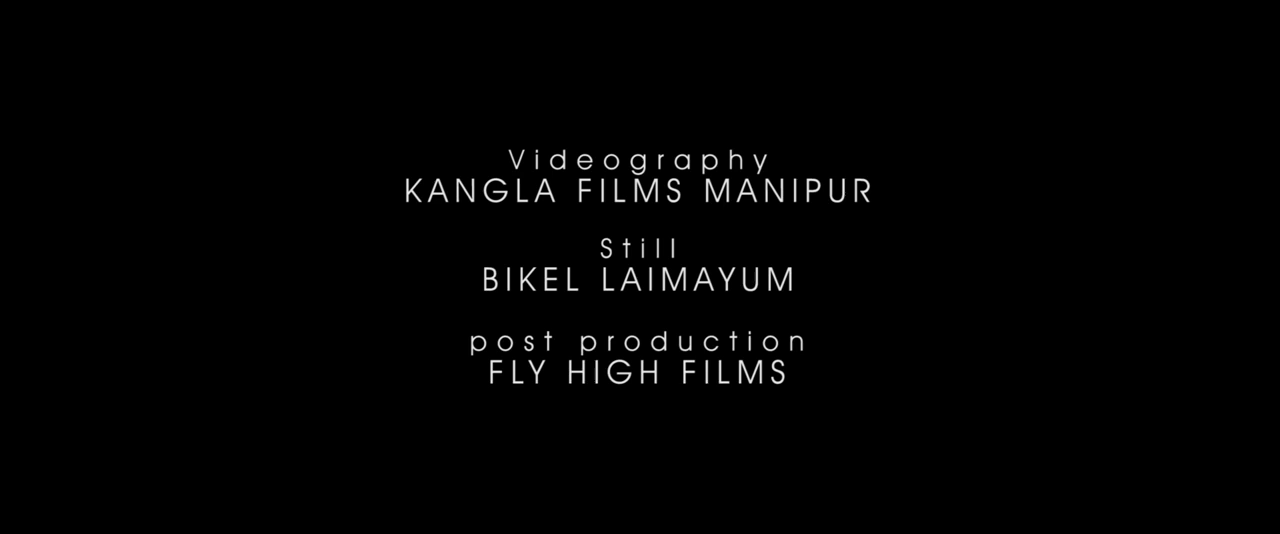 Videography
KANGLA FILMS MANIPUR
Still
BIKEL LAIMAYUM
post production
FLY HIGH FILMS